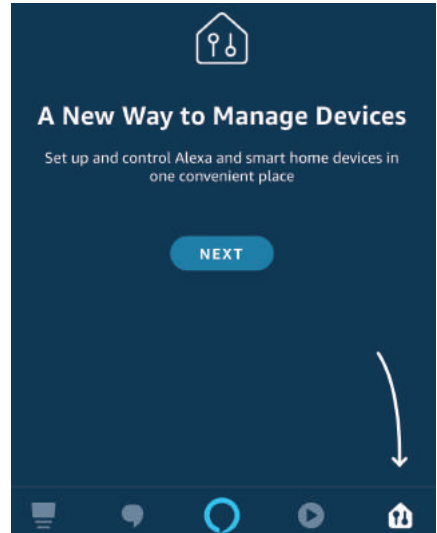 A New Way to Manage Devices
Set up and control Alexa and smart home devices in
one convenient place
NEXT